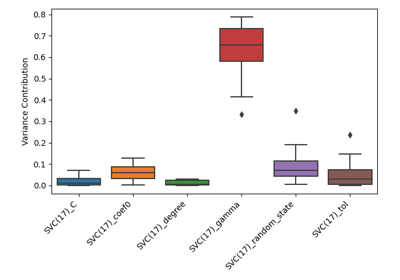 Variance Contribution
0.8
0.7
0.6
0.5
0.4
0.3
0.2
0.1
0.0
SVC(17)_C
SVC(17)_coef0
SVC(17)_degree
SVC(17)_gamma
SVC(17)_random_state
SVC(17)_tol